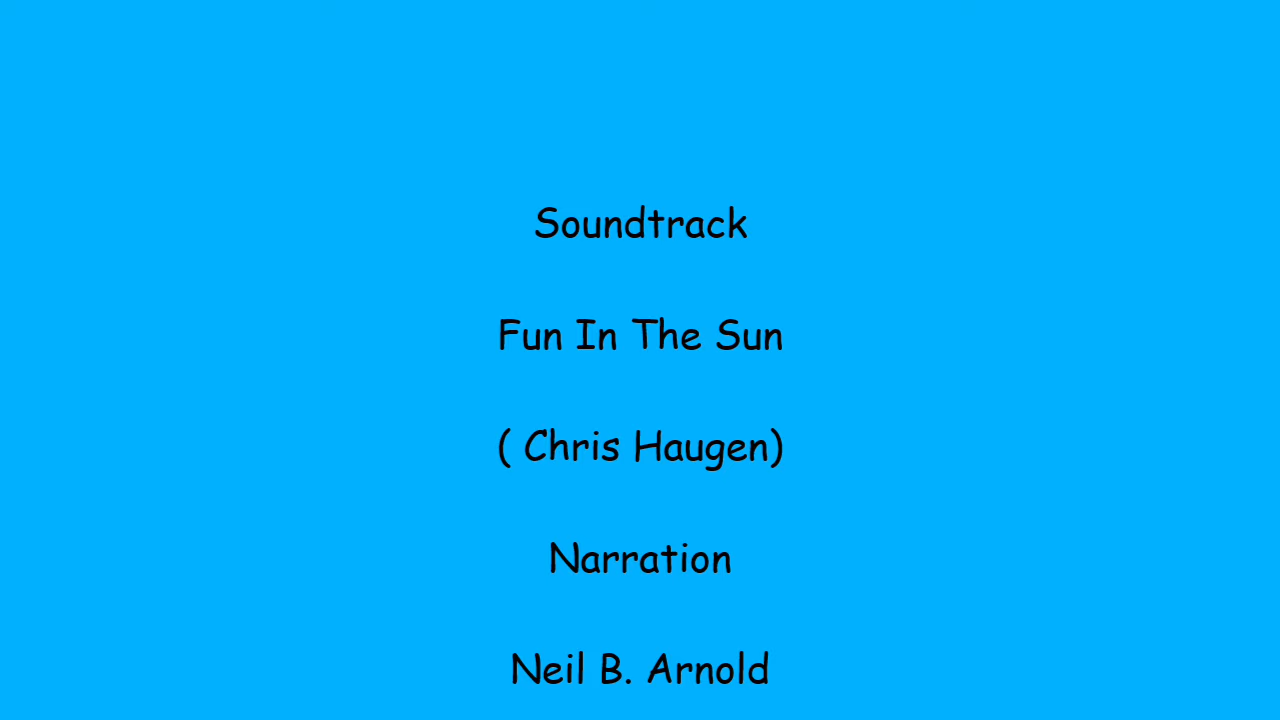 Soundtrack
Fun In The Sun
( Chris Haugen)
Narration
Neil B. Arnold